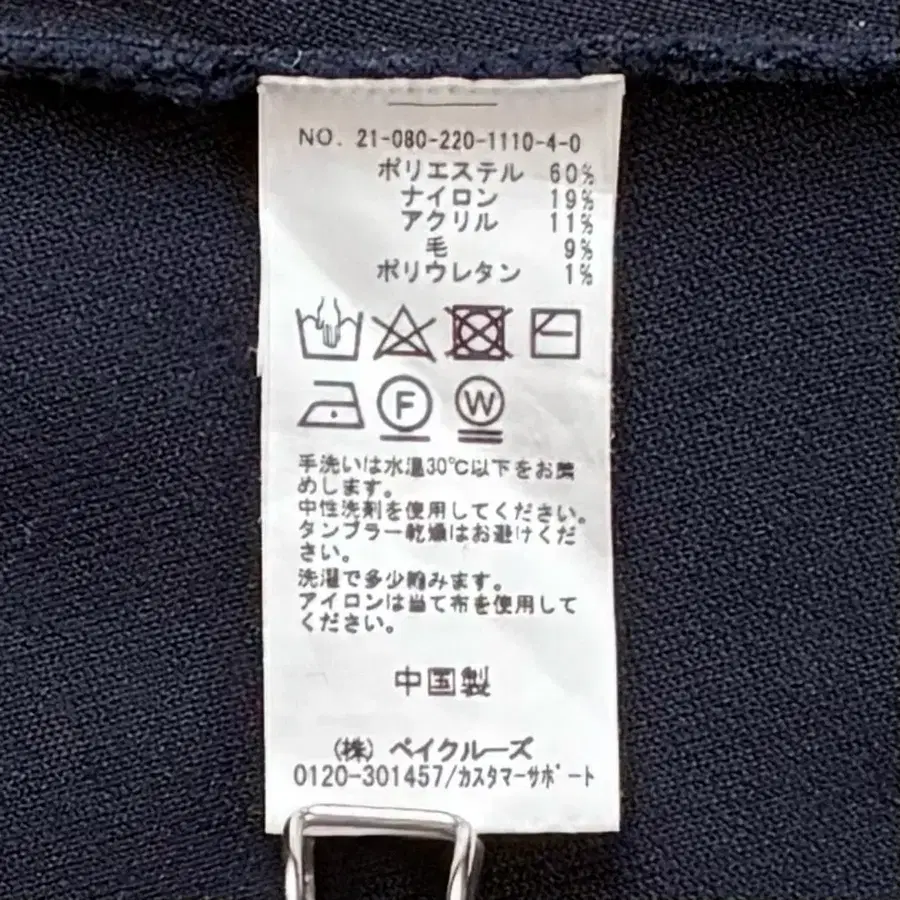 NO. 21-080-220-1110-4-0
ポリエステル 60%
ナイロン 19%
アクリル 11%
毛 9%
ポリウレタン 1%
F W
手洗いは水温30℃以下をお薦
めします。
中性洗剤を使用してください。
タンブラー乾燥はお避けくだ
さい。
洗濯で多少縮みます。
アイロンは当て布を使用して
ください。
中国製
(株) ベイクルーズ
0120-301457/カスタマーサポート